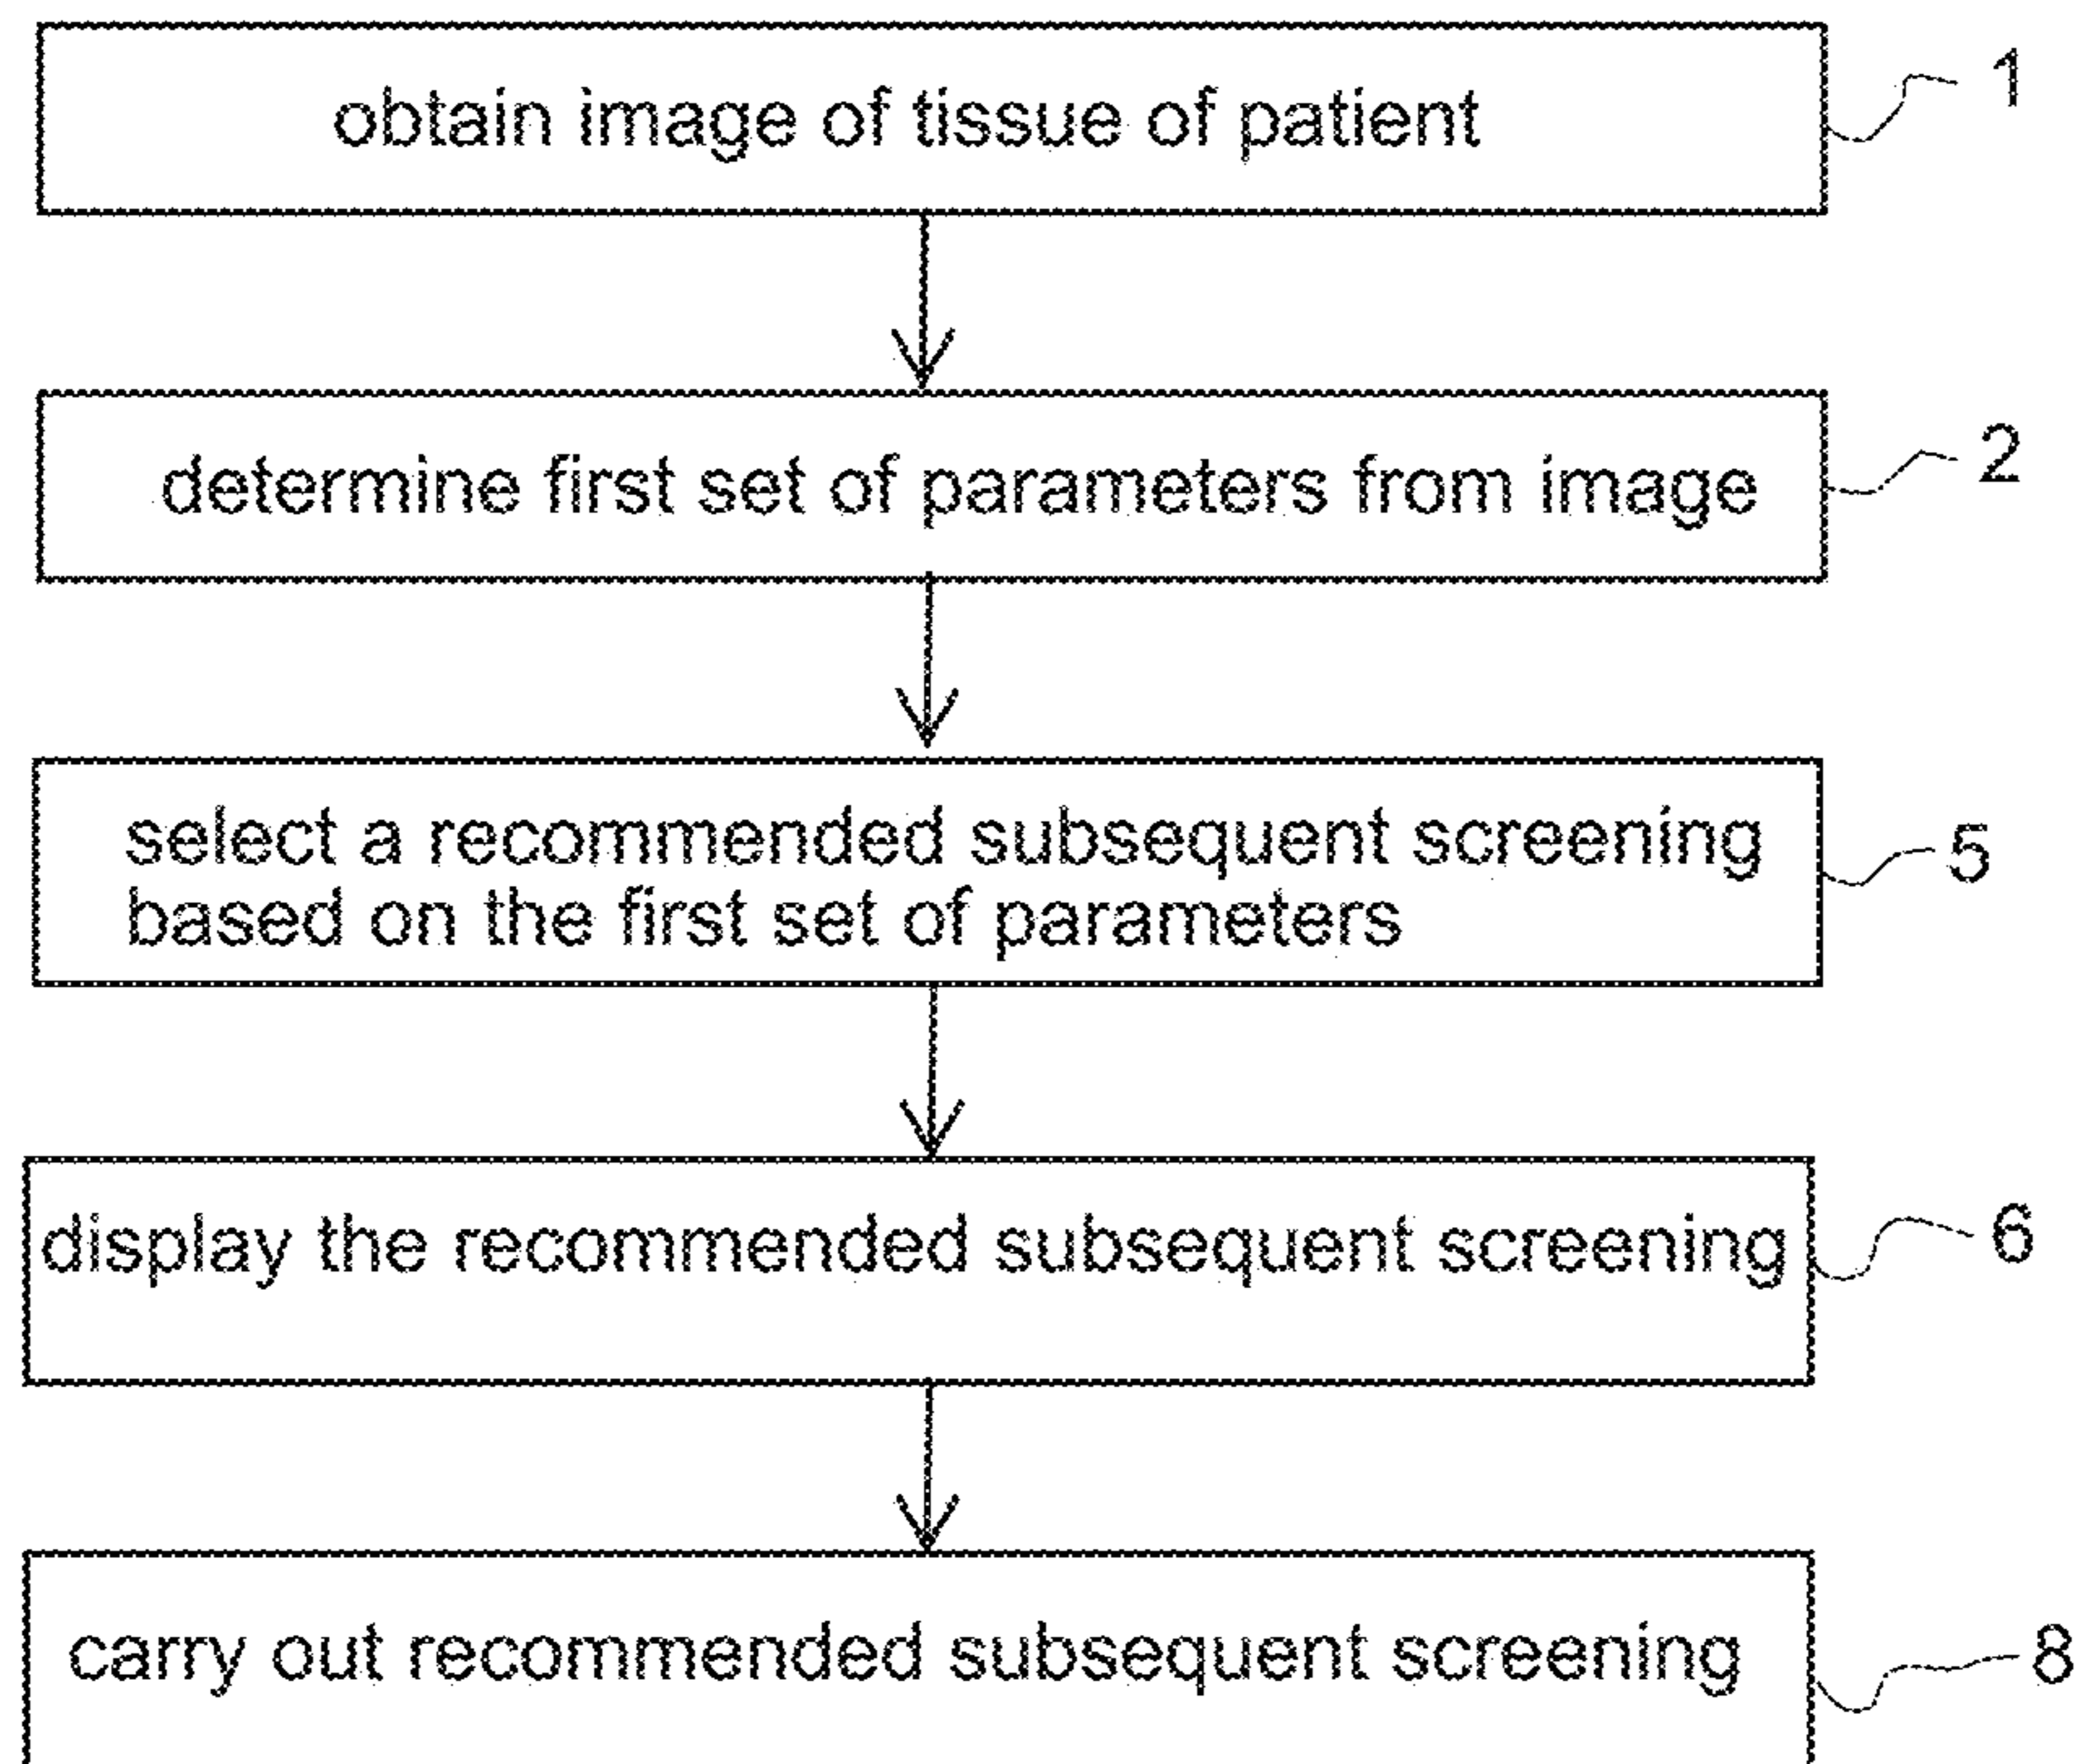 obtain image of tissue of patient
1
determine first set of parameters from image
2
select a recommended subsequent screening
based on the first set of parameters
5
display the recommended subsequent screening
6
carry out recommended subsequent screening
8